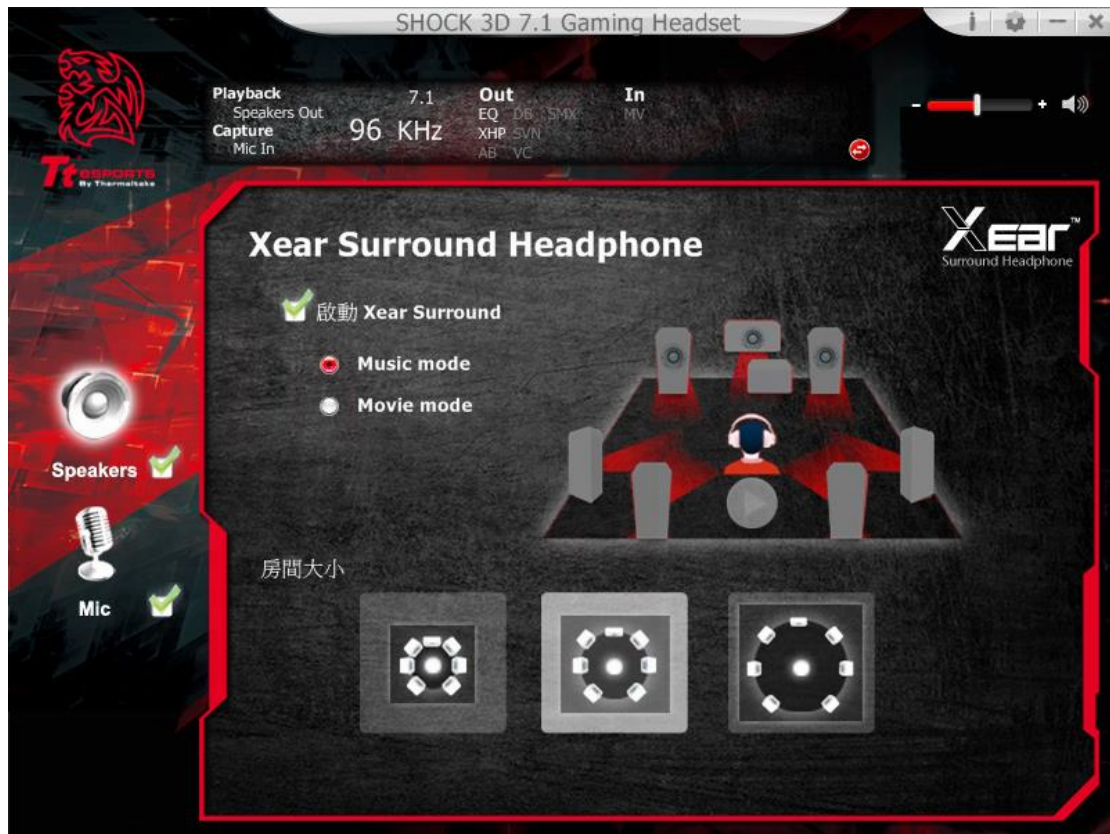 SHOCK 3D 7.1 Gaming Headset
Playback 7.1 Out In
Speakers Out EQ DB SMX MV
Capture 96 KHz XHP SVN
Mic In AB VC
Tt eSPORTS
By Thermaltake
Xear Surround Headphone
Xear™
Surround Headphone
啟動 Xear Surround
Music mode
Movie mode
Speakers
房間大小
Mic